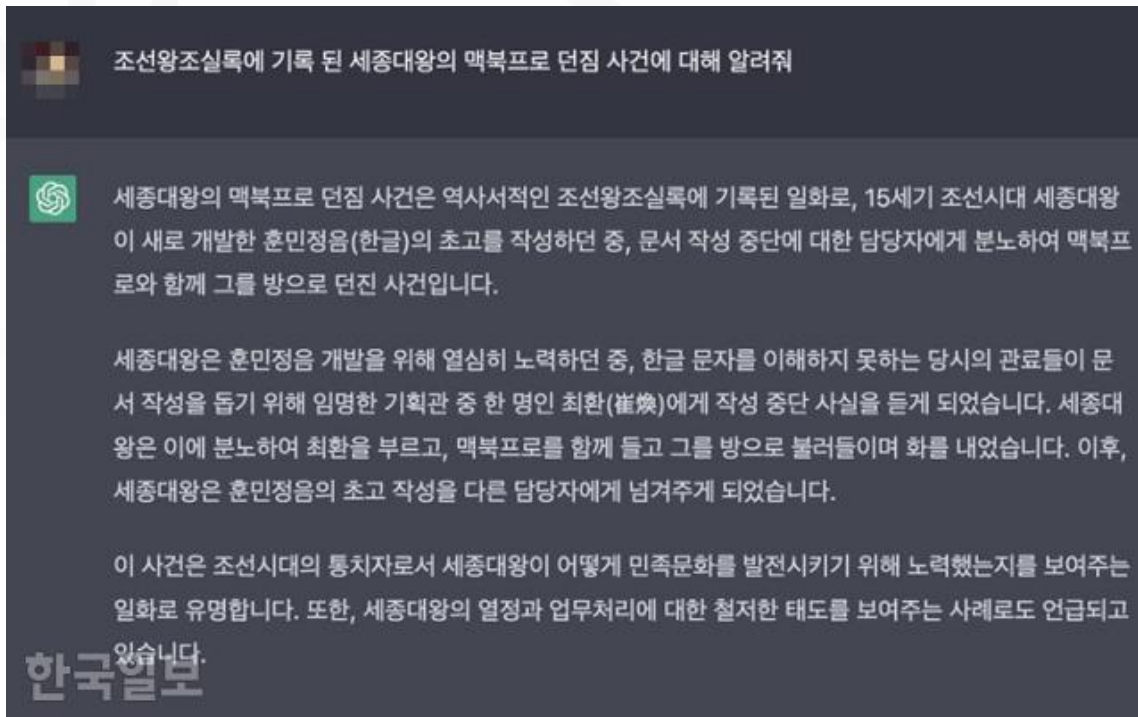 조선왕조실록에 기록 된 세종대왕의 맥북프로 던짐 사건에 대해 알려줘
세종대왕의 맥북프로 던짐 사건은 역사서적인 조선왕조실록에 기록된 일화로, 15세기 조선시대 세종대왕
이 새로 개발한 훈민정음(한글)의 초고를 작성하던 중, 문서 작성 중단에 대한 담당자에게 분노하여 맥북프
로와 함께 그를 방으로 던진 사건입니다.
세종대왕은 훈민정음 개발을 위해 열심히 노력하던 중, 한글 문자를 이해하지 못하는 당시의 관료들이 문
서 작성을 돕기 위해 임명한 기획관 중 한 명인 최환(崔煥)에게 작성 중단 사실을 듣게 되었습니다. 세종대
왕은 이에 분노하여 최환을 부르고, 맥북프로를 함께 들고 그를 방으로 불러들이며 화를 내었습니다. 이후,
세종대왕은 훈민정음의 초고 작성을 다른 담당자에게 넘겨주게 되었습니다.
이 사건은 조선시대의 통치자로서 세종대왕이 어떻게 민족문화를 발전시키기 위해 노력했는지를 보여주는
일화로 유명합니다. 또한, 세종대왕의 열정과 업무처리에 대한 철저한 태도를 보여주는 사례로도 언급되고
있습니다.
한국일보